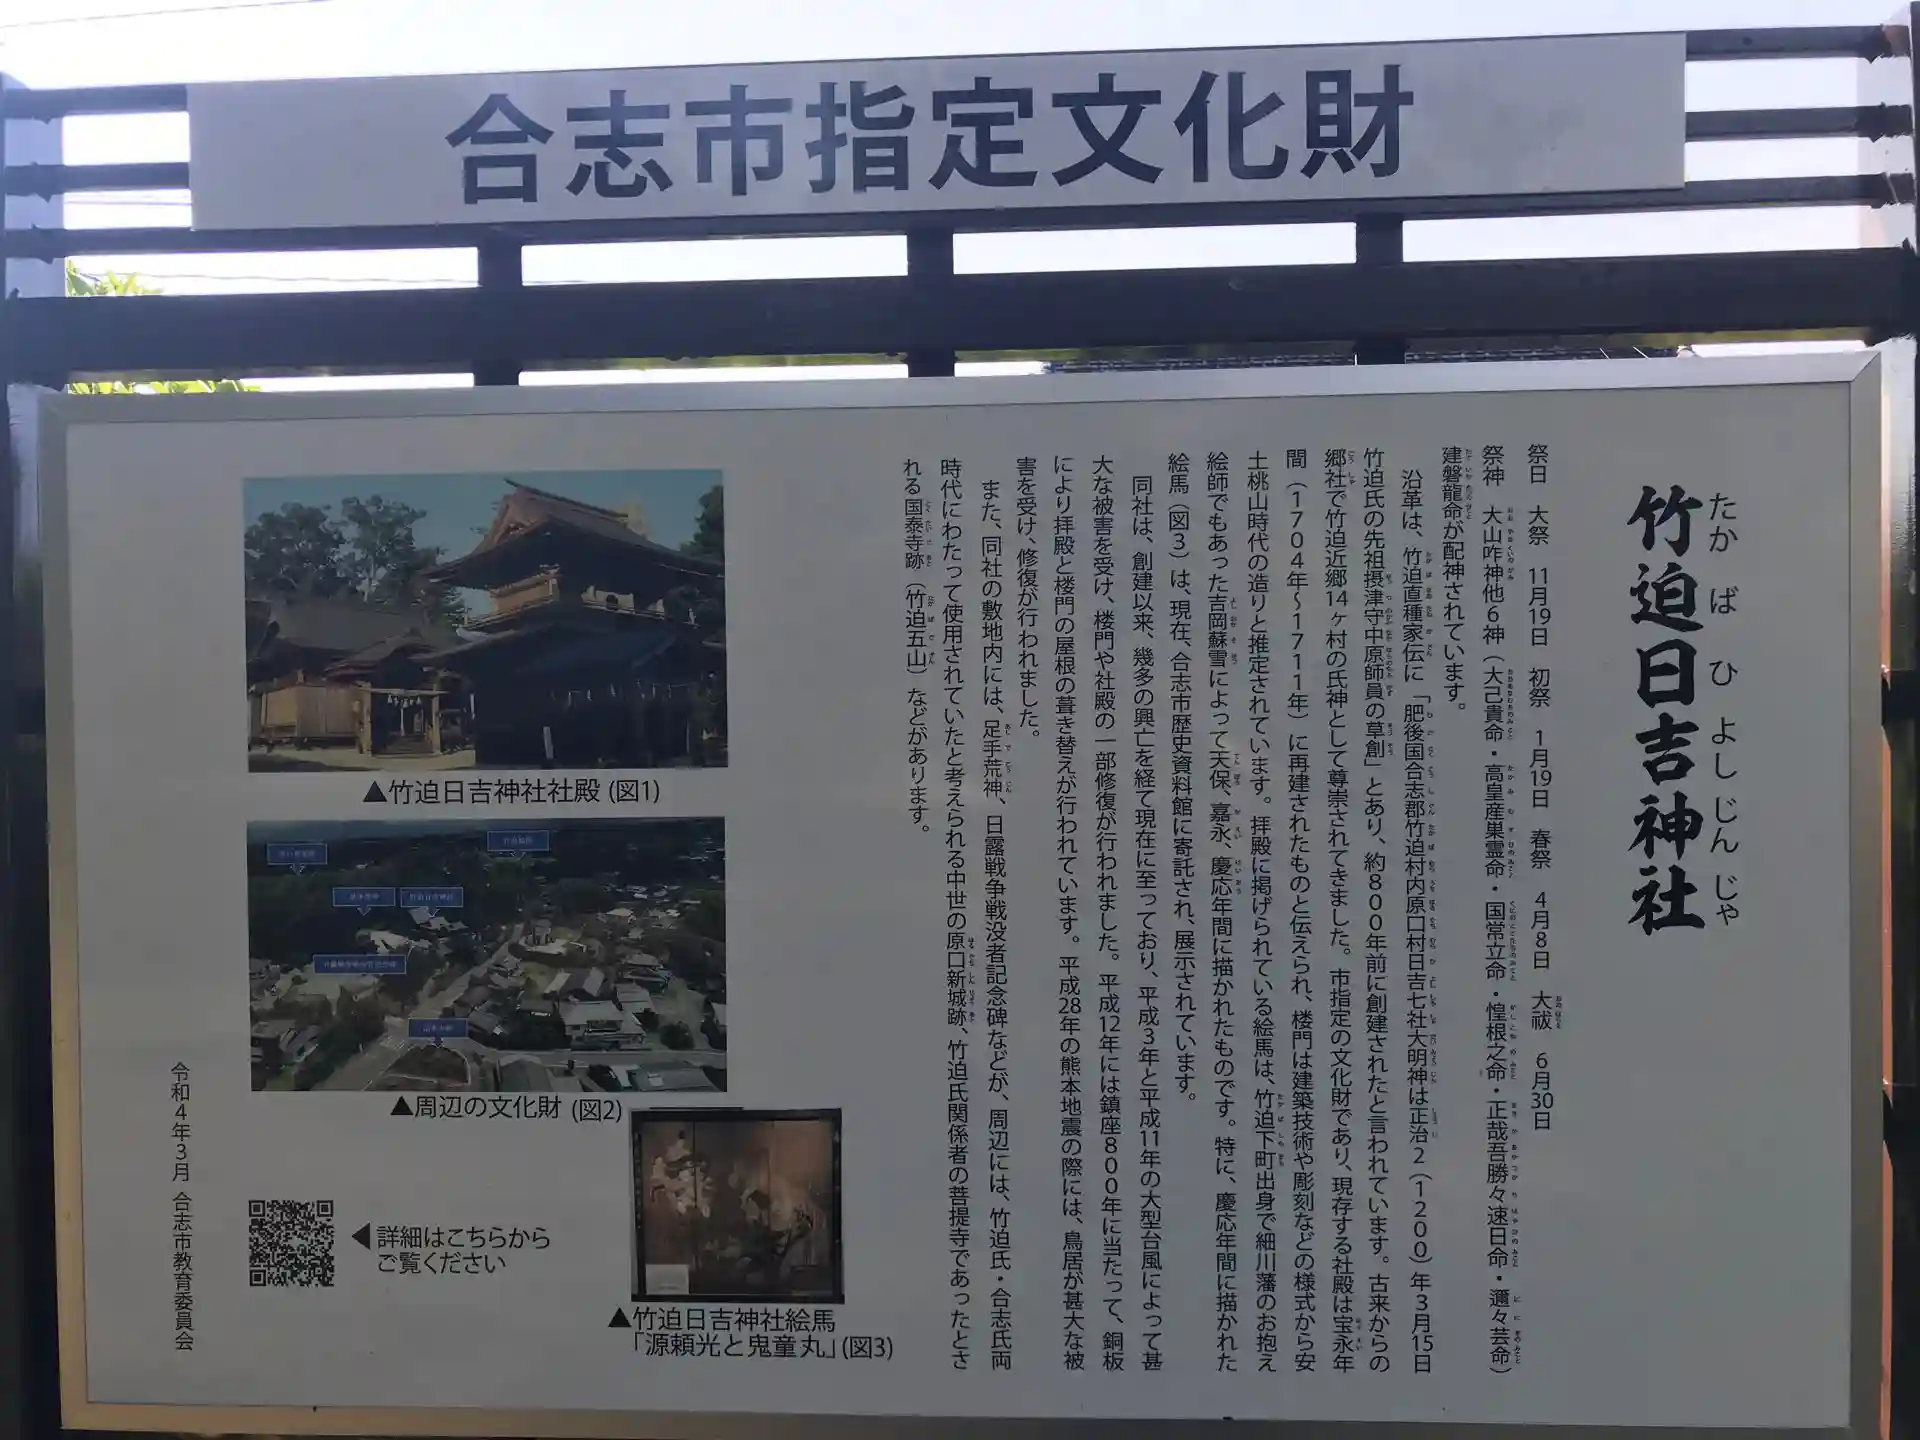 合志市指定文化財
竹迫日吉神社
たか ば ひ よし じん じゃ
祭日 大祭 11月19日 初祭 1月19日 春祭 4月8日 大祓 6月30日
祭神 大山咋神他6神（大己貴命・高皇産巣霊命・国常立命・惶根之命・正哉吾勝々速日命・邇々芸命）
建磐龍命が配神されています。
沿革は、竹迫直種家伝に「肥後国合志郡竹迫村内原口村日吉七社大明神は正治2（1200）年3月15日
竹迫氏の先祖摂津守中原師員の草創」とあり、約800年前に創建されたと言われています。古来からの
郷社で竹迫近郷14ヶ村の氏神として尊崇されてきました。市指定の文化財であり、現存する社殿は宝永年
間（1704年～1711年）に再建されたものと伝えられ、楼門は建築技術や彫刻などの様式から安
土桃山時代の造りと推定されています。拝殿に掲げられている絵馬は、竹迫下町出身で細川藩のお抱え
絵師でもあった吉岡蘇雪によって天保、嘉永、慶応年間に描かれたものです。特に、慶応年間に描かれた
絵馬（図3）は、現在、合志市歴史資料館に寄託され、展示されています。
同社は、創建以来、幾多の興亡を経て現在に至っており、平成3年と平成11年の大型台風によって甚
大な被害を受け、楼門や社殿の一部修復が行われました。平成12年には鎮座800年に当たって、銅板
により拝殿と楼門の屋根の葺き替えが行われています。平成28年の熊本地震の際には、鳥居が甚大な被
害を受け、修復が行われました。
また、同社の敷地内には、足手荒神、日露戦争戦没者記念碑などが、周辺には、竹迫氏・合志氏両
時代にわたって使用されていたと考えられる中世の原口新城跡、竹迫氏関係者の菩提寺であったとさ
れる国泰寺跡（竹迫五山）などがあります。
▲竹迫日吉神社社殿 (図1)
▲周辺の文化財 (図2)
▲竹迫日吉神社絵馬
「源頼光と鬼童丸」(図3)
◀詳細はこちらから
ご覧ください
令和4年3月 合志市教育委員会